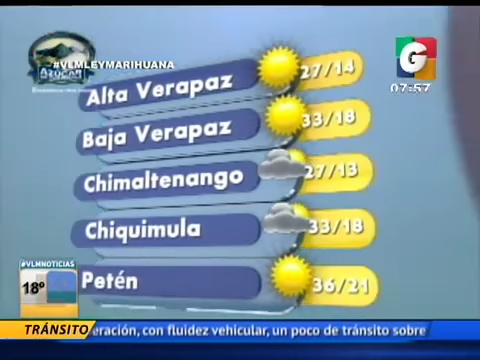 AZÚCAR
#VLMLEYMARIHUANA
G
07:57
Alta Verapaz 27/14
Baja Verapaz 33/18
Chimaltenango 27/13
Chiquimula 33/18
Petén 36/21
#VLMNOTICIAS
18º
TRÁNSITO eración, con fluidez vehicular, un poco de tránsito sobre